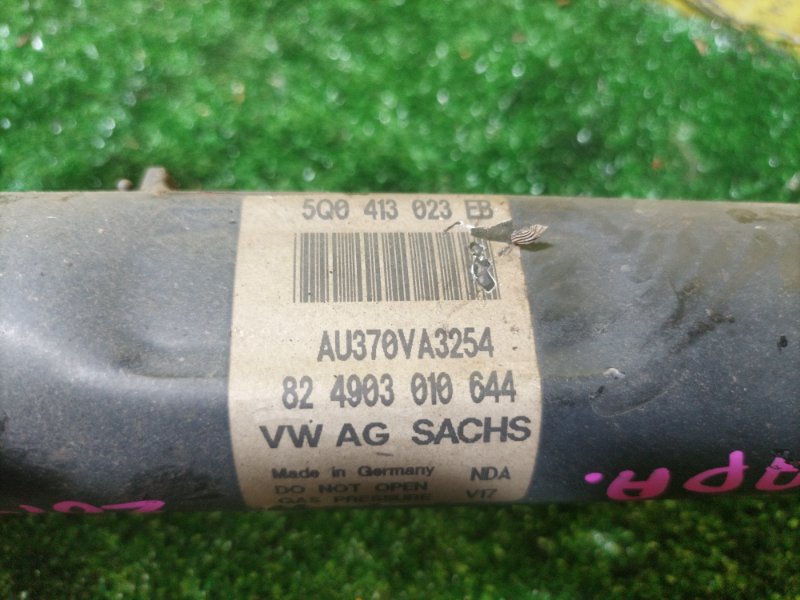 5Q0 413 023 EB
AU370VA3254
82 4903 010 644
VW AG SACHS
Made in Germany NDA
DO NOT OPEN V17
GAS PRESSURE